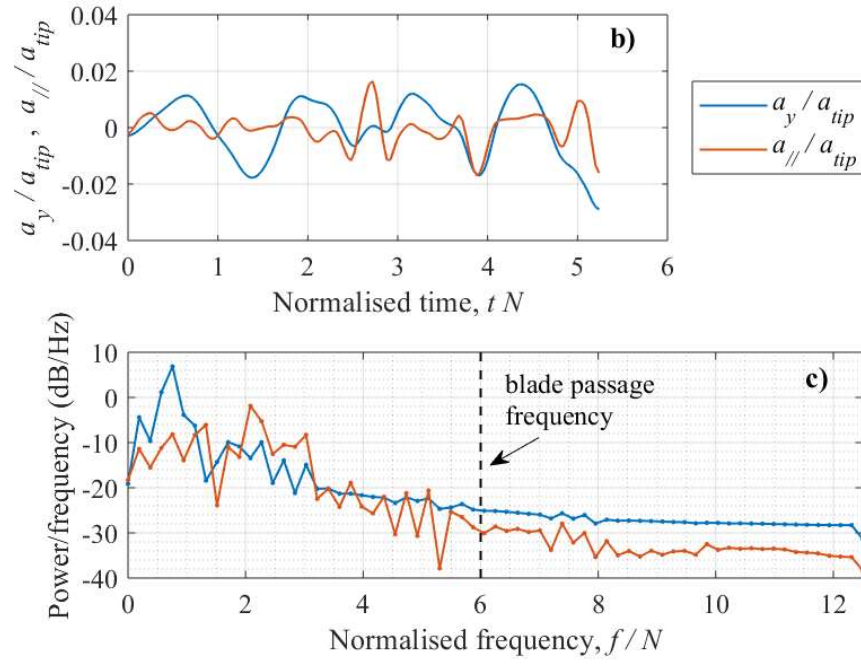 b)
a_y / a_tip , a_// / a_tip
0.04
0.02
0
-0.02
-0.04
0 1 2 3 4 5 6
Normalised time, t N
a_y / a_tip
a_// / a_tip
c)
Power/frequency (dB/Hz)
10
0
-10
-20
-30
-40
blade passage
frequency
0 2 4 6 8 10 12
Normalised frequency, f / N